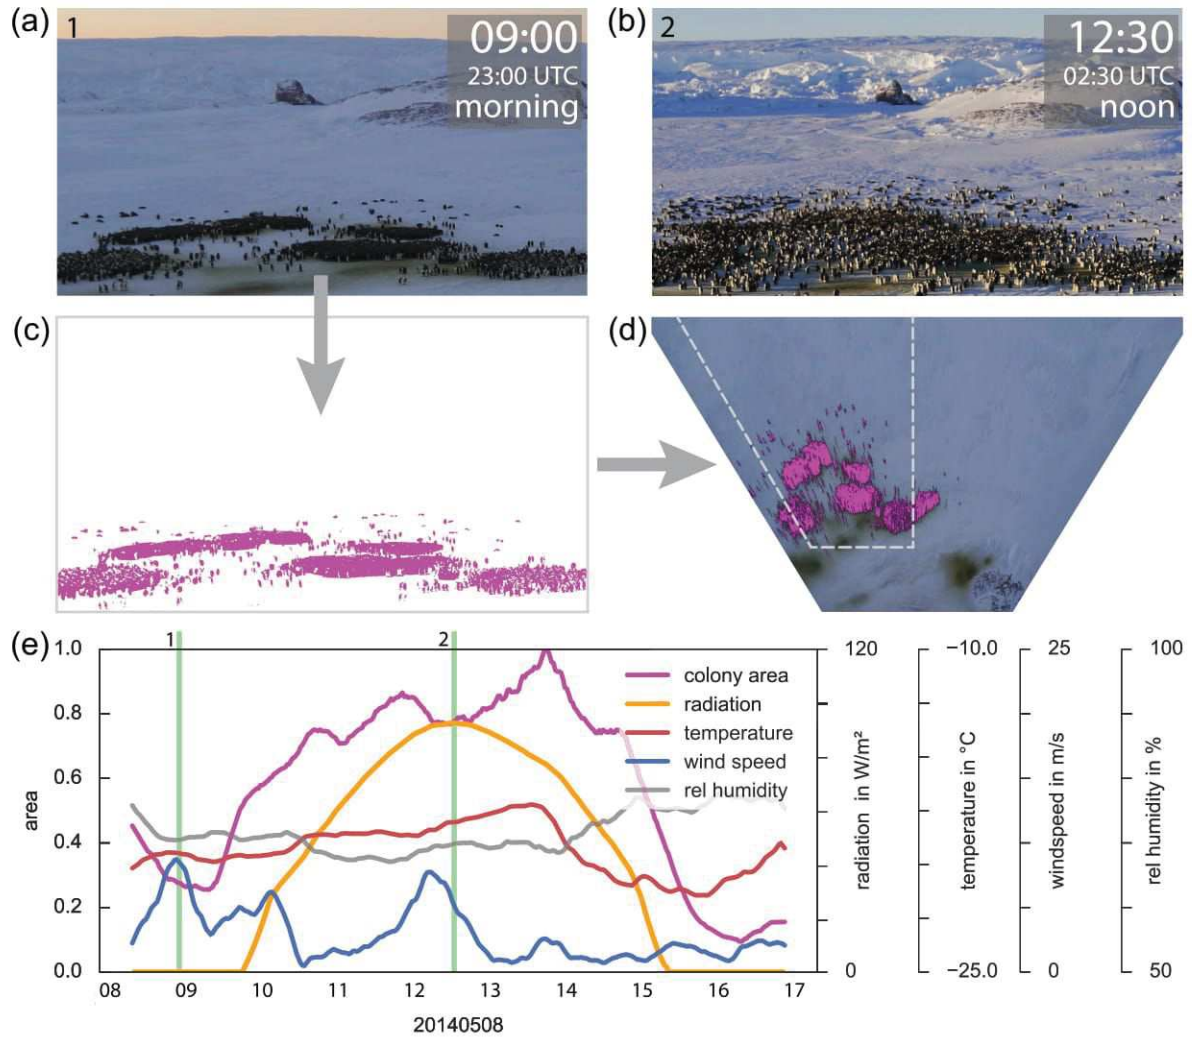 (a)
1
09:00
23:00 UTC
morning
(b)
2
12:30
02:30 UTC
noon
(c)
(d)
(e)
1
2
1.0
0.8
0.6
0.4
0.2
0.0
area
colony area
radiation
temperature
wind speed
rel humidity
08
09
10
11
12
13
14
15
16
17
20140508
120
0
radiation in W/m²
−10.0
−25.0
temperature in °C
25
0
windspeed in m/s
100
50
rel humidity in %